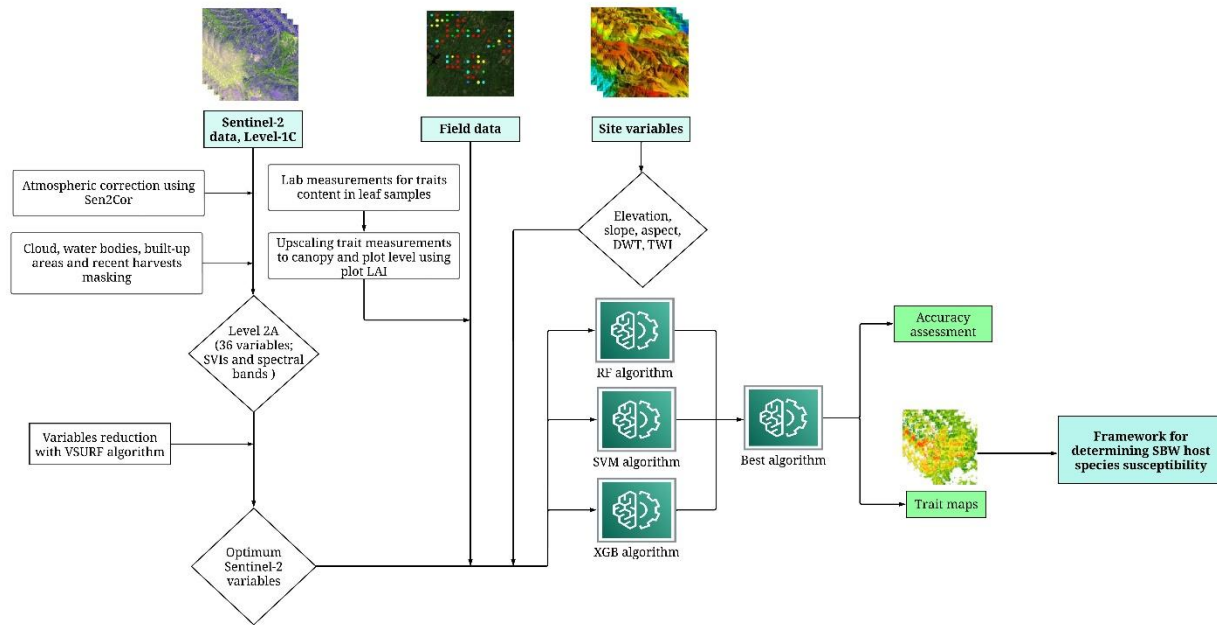 Sentinel-2
data, Level-1C
Field data
Site variables
Atmospheric correction using
Sen2Cor
Cloud, water bodies, built-up
areas and recent harvests
masking
Lab measurements for traits
content in leaf samples
Upscaling trait measurements
to canopy and plot level using
plot LAI
Elevation,
slope, aspect,
DWT, TWI
Level 2A
(36 variables;
SVIs and spectral
bands )
Variables reduction
with VSURF algorithm
Optimum
Sentinel-2
variables
RF algorithm
SVM algorithm
XGB algorithm
Best algorithm
Accuracy
assessment
Trait maps
Framework for
determining SBW host
species susceptibility